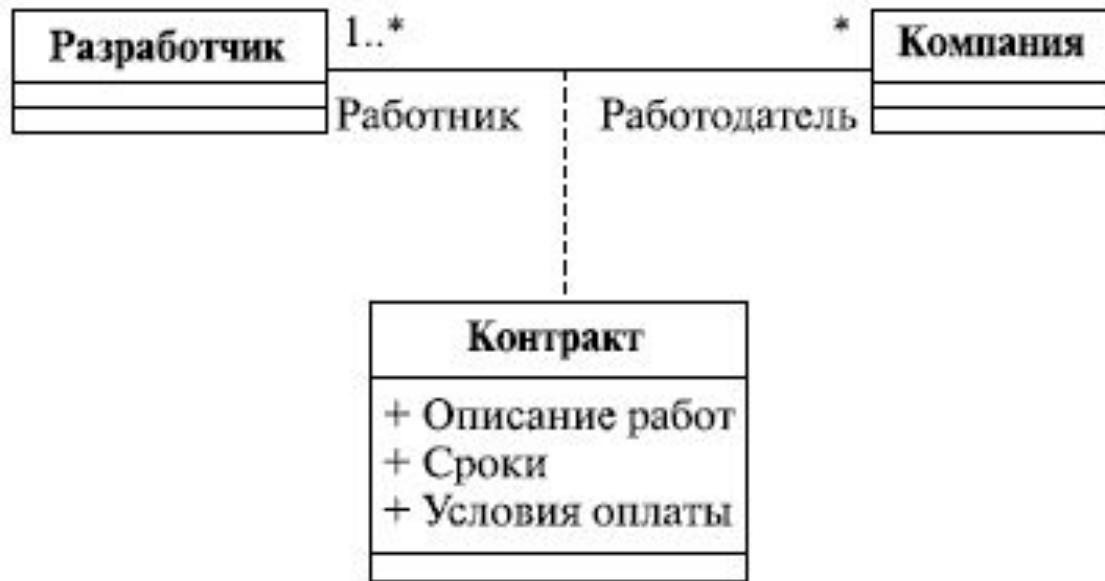 Разработчик
1..*
*
Компания
Работник
Работодатель
Контракт
+ Описание работ
+ Сроки
+ Условия оплаты